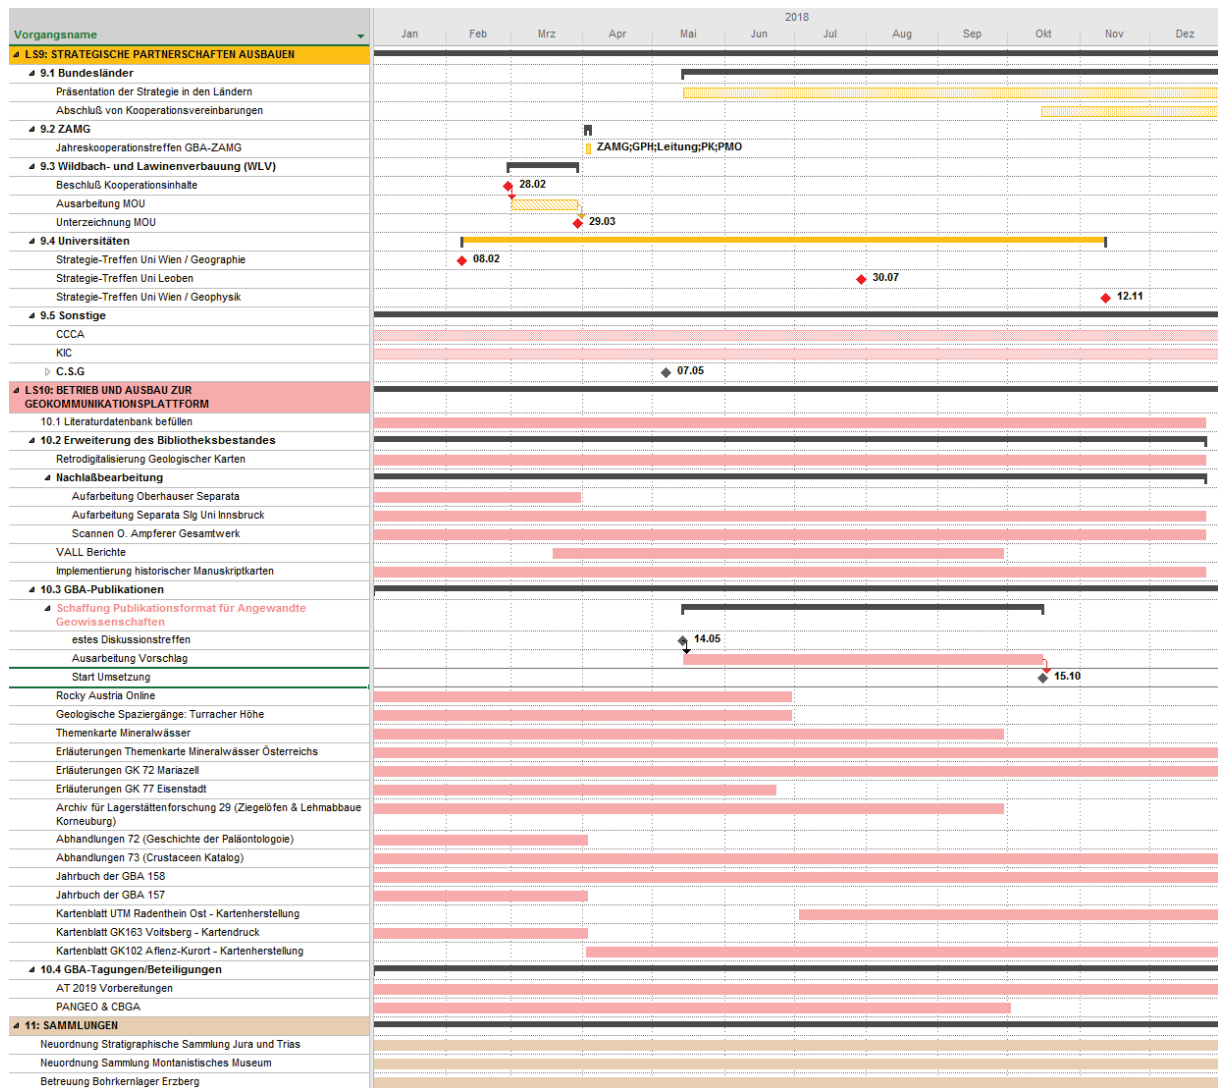 2018
Vorgangsname
Jan Feb Mrz Apr Mai Jun Jul Aug Sep Okt Nov Dez
LS9: STRATEGISCHE PARTNERSCHAFTEN AUSBAUEN
9.1 Bundesländer
Präsentation der Strategie in den Ländern
Abschluß von Kooperationsvereinbarungen
9.2 ZAMG
Jahreskooperationstreffen GBA-ZAMG ZAMG;GPH;Leitung;PK;PMO
9.3 Wildbach- und Lawinenverbauung (WLV)
Beschluß Kooperationsinhalte 28.02
Ausarbeitung MOU
Unterzeichnung MOU 29.03
9.4 Universitäten
Strategie-Treffen Uni Wien / Geographie 08.02
Strategie-Treffen Uni Leoben 30.07
Strategie-Treffen Uni Wien / Geophysik 12.11
9.5 Sonstige
CCCA
KIC
C.S.G 07.05
LS10: BETRIEB UND AUSBAU ZUR
GEOKOMMUNIKATIONSPLATTFORM
10.1 Literaturdatenbank befüllen
10.2 Erweiterung des Bibliotheksbestandes
Retrodigitalisierung Geologischer Karten
Nachlaßbearbeitung
Aufarbeitung Oberhauser Separata
Aufarbeitung Separata Slg Uni Innsbruck
Scannen O. Ampferer Gesamtwerk
VALL Berichte
Implementierung historischer Manuskriptkarten
10.3 GBA-Publikationen
Schaffung Publikationsformat für Angewandte
Geowissenschaften
estes Diskussionstreffen 14.05
Ausarbeitung Vorschlag
Start Umsetzung 15.10
Rocky Austria Online
Geologische Spaziergänge: Turracher Höhe
Themenkarte Mineralwässer
Erläuterungen Themenkarte Mineralwässer Österreichs
Erläuterungen GK 72 Mariazell
Erläuterungen GK 77 Eisenstadt
Archiv für Lagerstättenforschung 29 (Ziegelöfen & Lehmabbaue
Korneuburg)
Abhandlungen 72 (Geschichte der Paläontologoie)
Abhandlungen 73 (Crustaceen Katalog)
Jahrbuch der GBA 158
Jahrbuch der GBA 157
Kartenblatt UTM Radenthein Ost - Kartenherstellung
Kartenblatt GK163 Voitsberg - Kartendruck
Kartenblatt GK102 Aflenz-Kurort - Kartenherstellung
10.4 GBA-Tagungen/Beteiligungen
AT 2019 Vorbereitungen
PANGEO & CBGA
11: SAMMLUNGEN
Neuordnung Stratigraphische Sammlung Jura und Trias
Neuordnung Sammlung Montanistisches Museum
Betreuung Bohrkernlager Erzberg